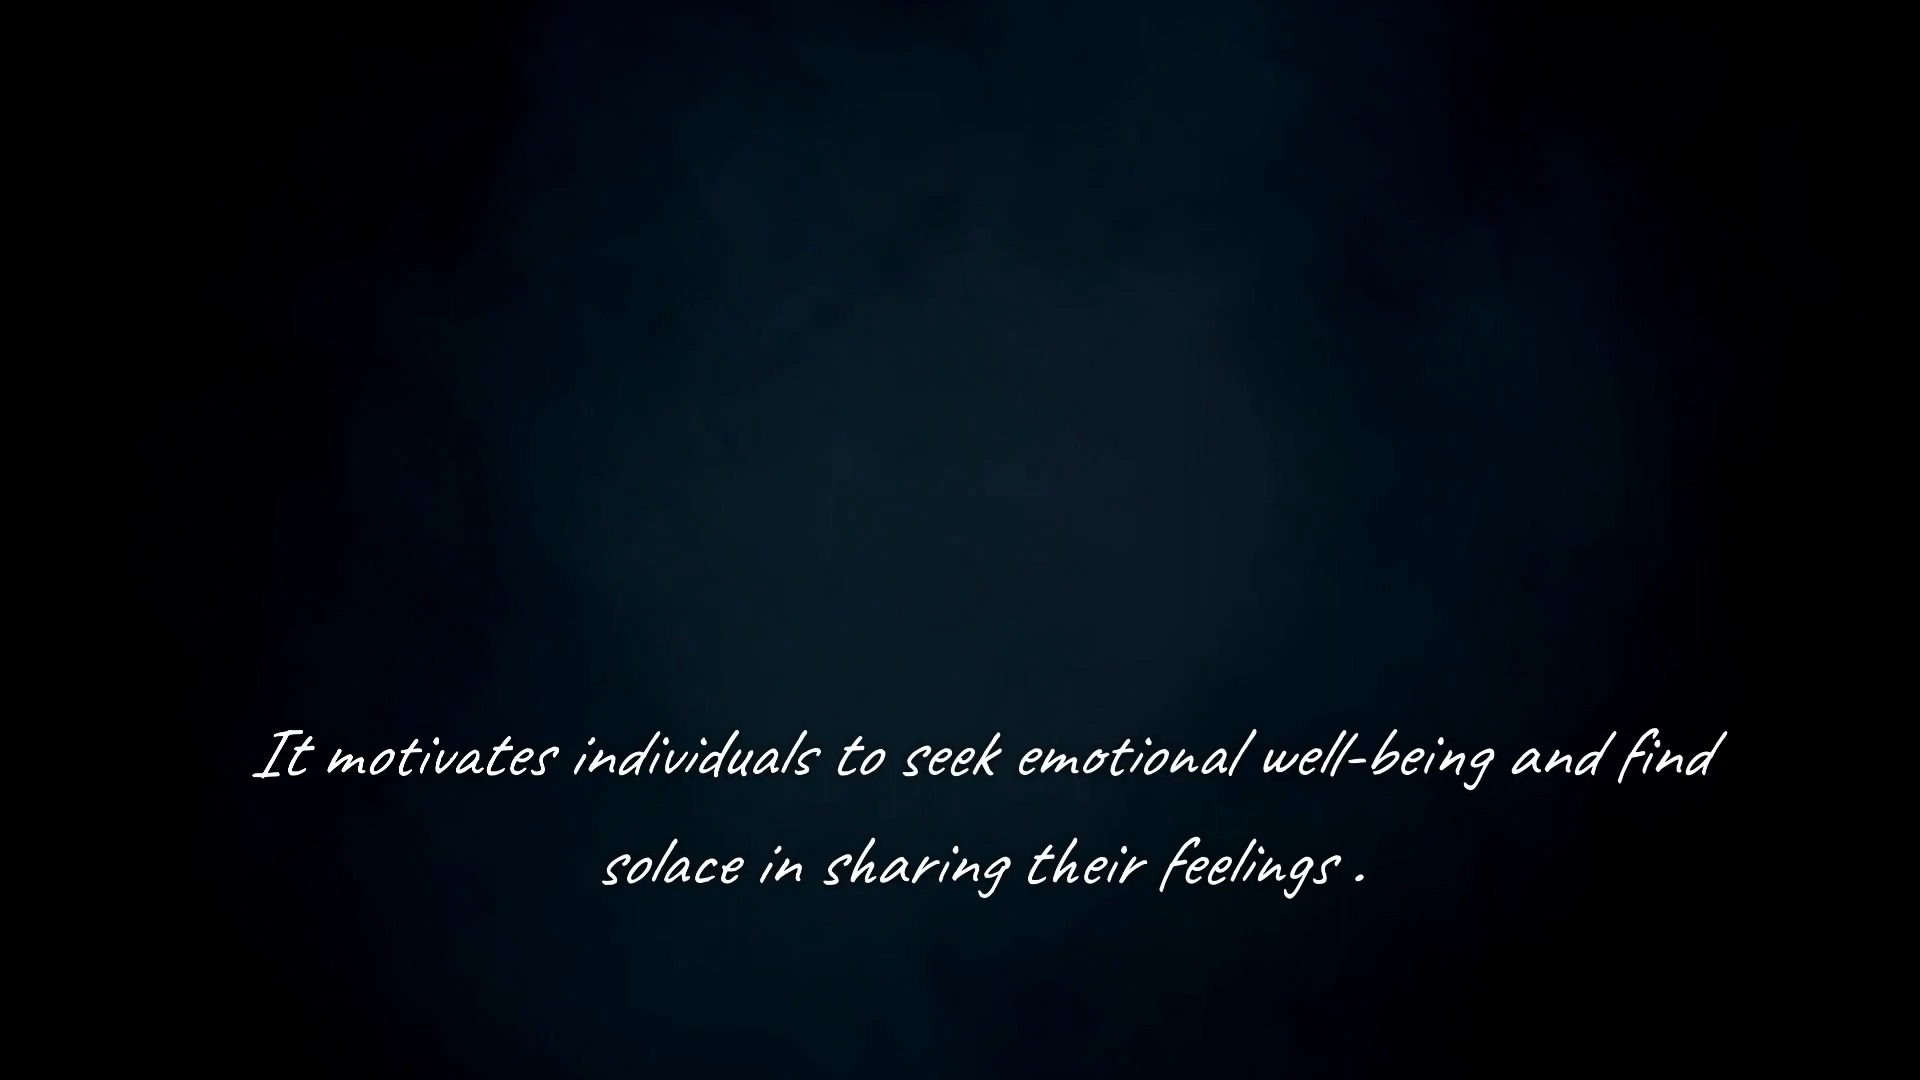 It motivates individuals to seek emotional well-being and find
solace in sharing their feelings .